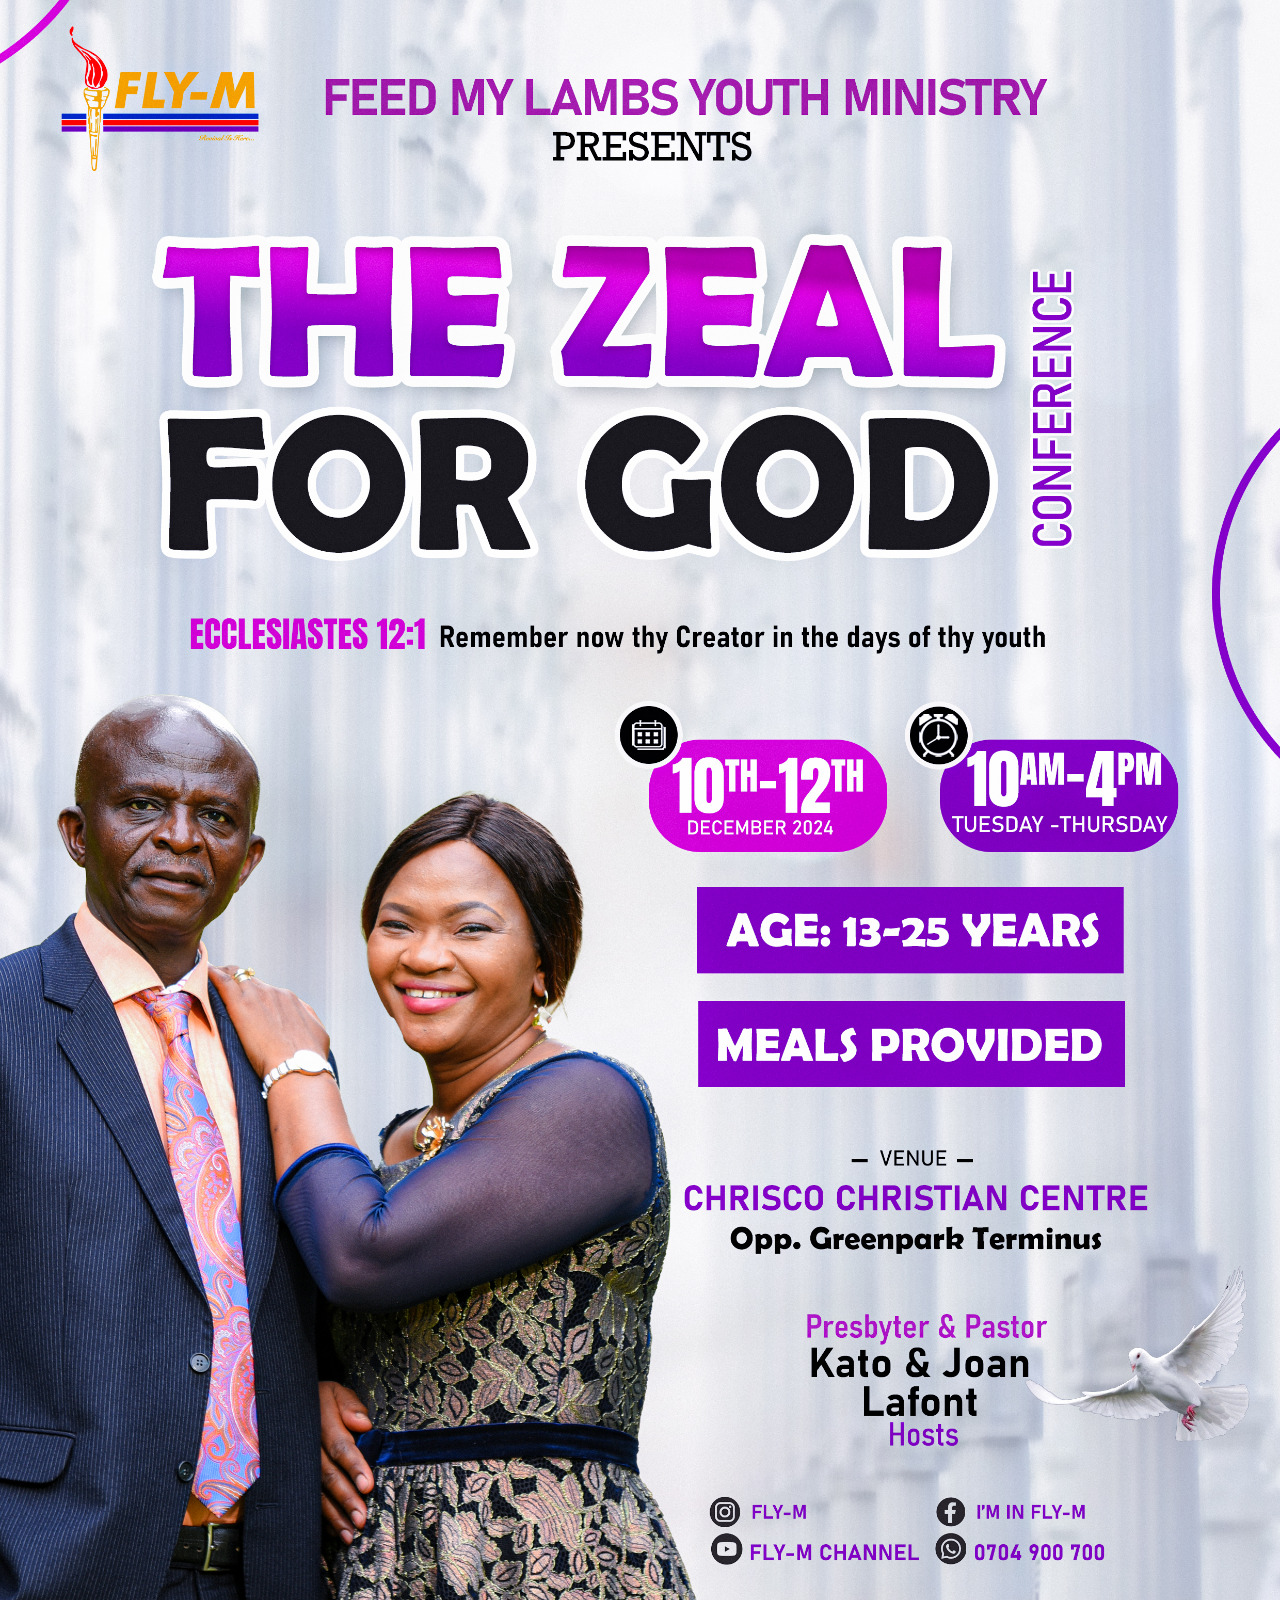 FLY-M
Revival Is Here...
FEED MY LAMBS YOUTH MINISTRY
PRESENTS
THE ZEAL
FOR GOD
CONFERENCE
ECCLESIASTES 12:1 Remember now thy Creator in the days of thy youth
10TH-12TH
DECEMBER 2024
10AM-4PM
TUESDAY -THURSDAY
AGE: 13-25 YEARS
MEALS PROVIDED
— VENUE —
CHRISCO CHRISTIAN CENTRE
Opp. Greenpark Terminus
Presbyter & Pastor
Kato & Joan
Lafont
Hosts
FLY-M
I'M IN FLY-M
FLY-M CHANNEL
0704 900 700